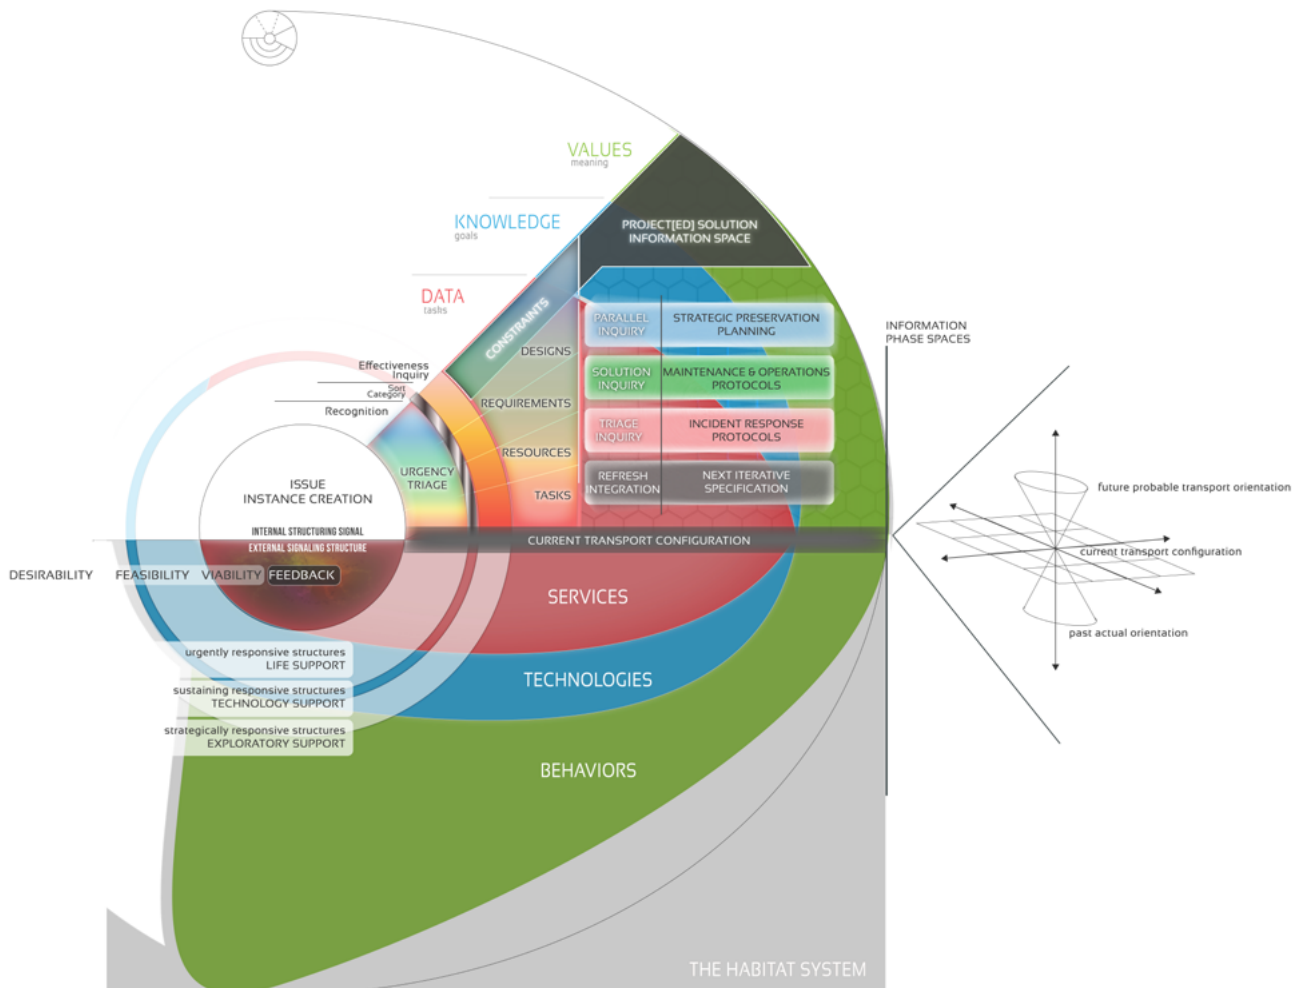 VALUES
meaning
KNOWLEDGE
goals
DATA
tasks
PROJECT[ED] SOLUTION
INFORMATION SPACE
CONSTRAINTS
DESIGNS
REQUIREMENTS
RESOURCES
TASKS
PARALLEL
INQUIRY
STRATEGIC PRESERVATION
PLANNING
SOLUTION
INQUIRY
MAINTENANCE & OPERATIONS
PROTOCOLS
TRIAGE
INQUIRY
INCIDENT RESPONSE
PROTOCOLS
REFRESH
INTEGRATION
NEXT ITERATIVE
SPECIFICATION
Effectiveness
Inquiry
Sort
Category
Recognition
URGENCY
TRIAGE
ISSUE
INSTANCE CREATION
INTERNAL STRUCTURING SIGNAL
EXTERNAL SIGNALING STRUCTURE
CURRENT TRANSPORT CONFIGURATION
DESIRABILITY
FEASIBILITY
VIABILITY
FEEDBACK
SERVICES
TECHNOLOGIES
BEHAVIORS
urgently responsive structures
LIFE SUPPORT
sustaining responsive structures
TECHNOLOGY SUPPORT
strategically responsive structures
EXPLORATORY SUPPORT
THE HABITAT SYSTEM
INFORMATION
PHASE SPACES
future probable transport orientation
current transport configuration
past actual orientation